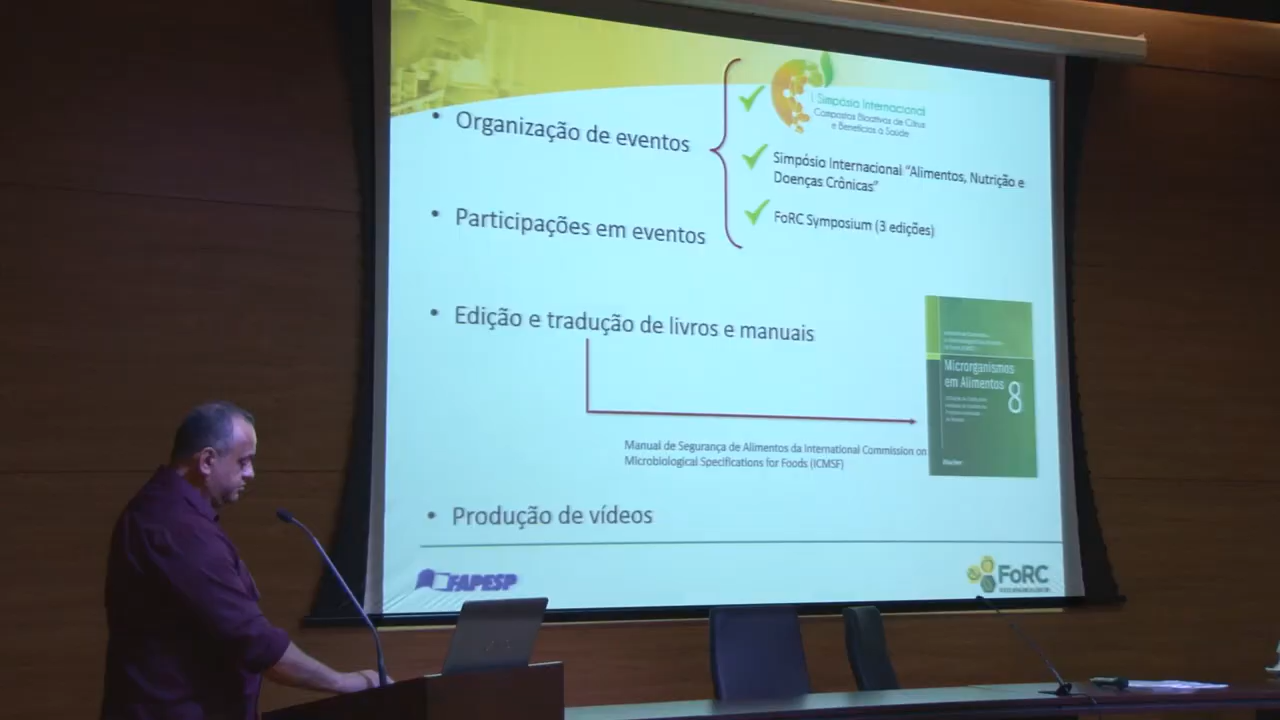 I Simpósio Internacional
Compostos Bioativos de Citrus
e Benefícios à Saúde
• Organização de eventos
Simpósio Internacional "Alimentos, Nutrição e
Doenças Crônicas"
FoRC Symposium (3 edições)
• Participações em eventos
• Edição e tradução de livros e manuais
Microrganismos
em Alimentos
8
Manual de Segurança de Alimentos da International Commission on
Microbiological Specifications for Foods (ICMSF)
• Produção de vídeos
FAPESP
FoRC